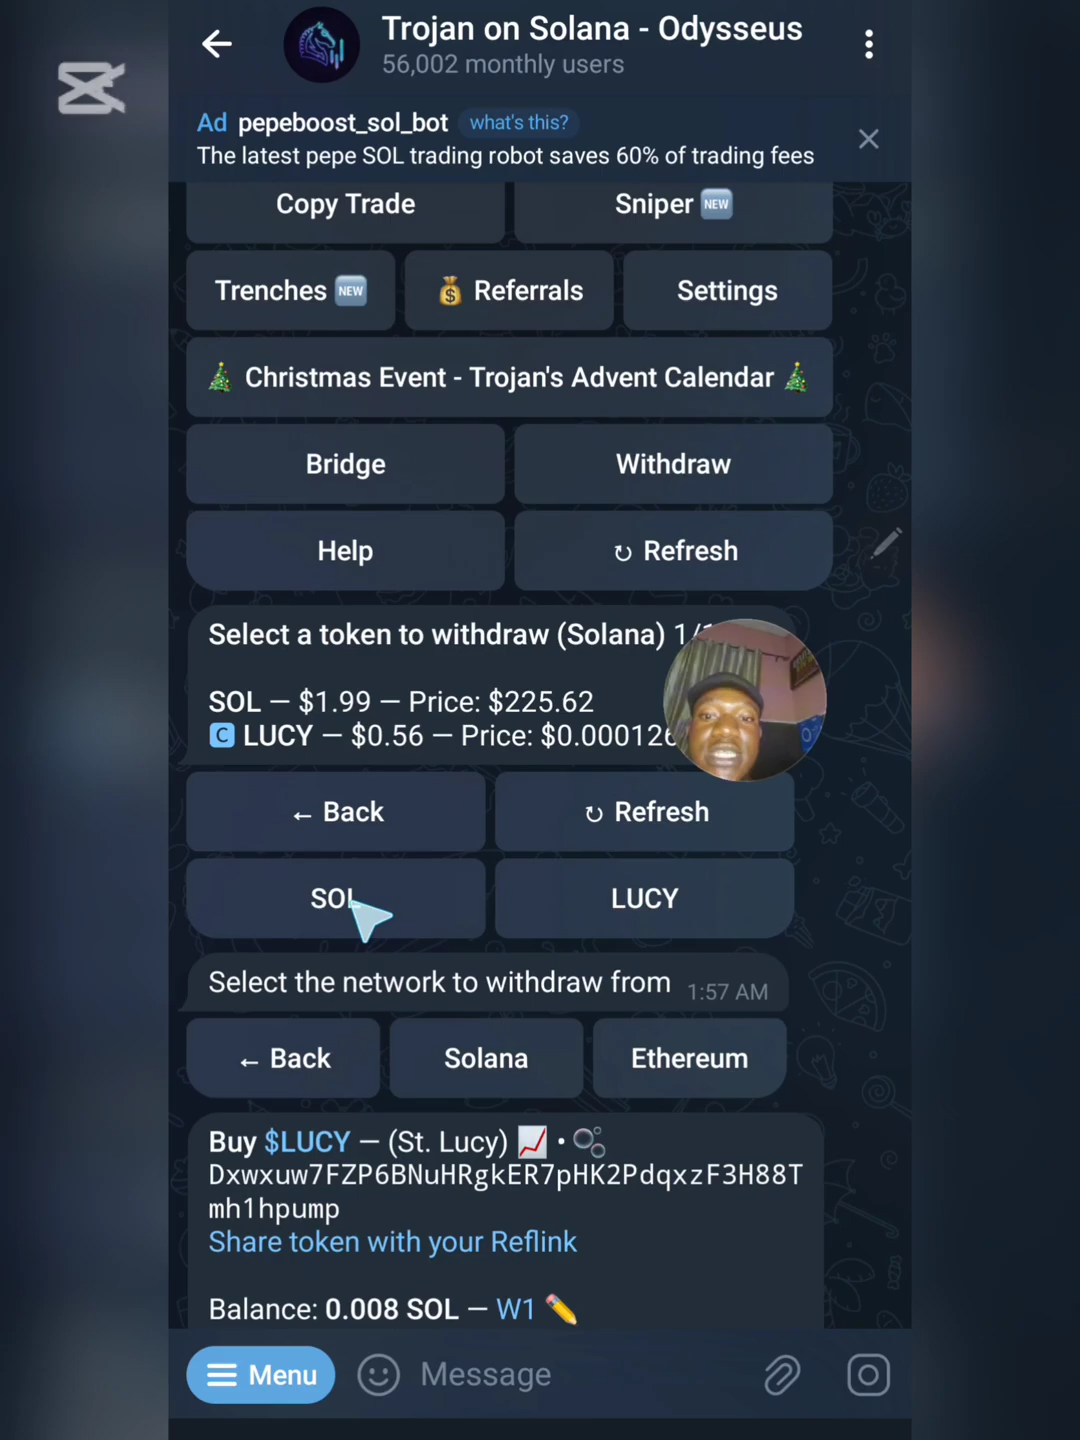 Trojan on Solana - Odysseus
56,002 monthly users
Ad pepeboost_sol_bot what's this?
The latest pepe SOL trading robot saves 60% of trading fees
Copy Trade
Sniper NEW
Trenches NEW
💰 Referrals
Settings
🎄 Christmas Event - Trojan's Advent Calendar 🎄
Bridge
Withdraw
Help
↻ Refresh
Select a token to withdraw (Solana) 1/
SOL — $1.99 — Price: $225.62
C LUCY — $0.56 — Price: $0.000126
← Back
↻ Refresh
SOL
LUCY
Select the network to withdraw from 1:57 AM
← Back
Solana
Ethereum
Buy $LUCY — (St. Lucy) 📈 • 🫧
Dxwxuw7FZP6BNuHRgkER7pHK2PdqxzF3H88T
mh1hpump
Share token with your Reflink
Balance: 0.008 SOL — W1 ✏️
Menu
Message